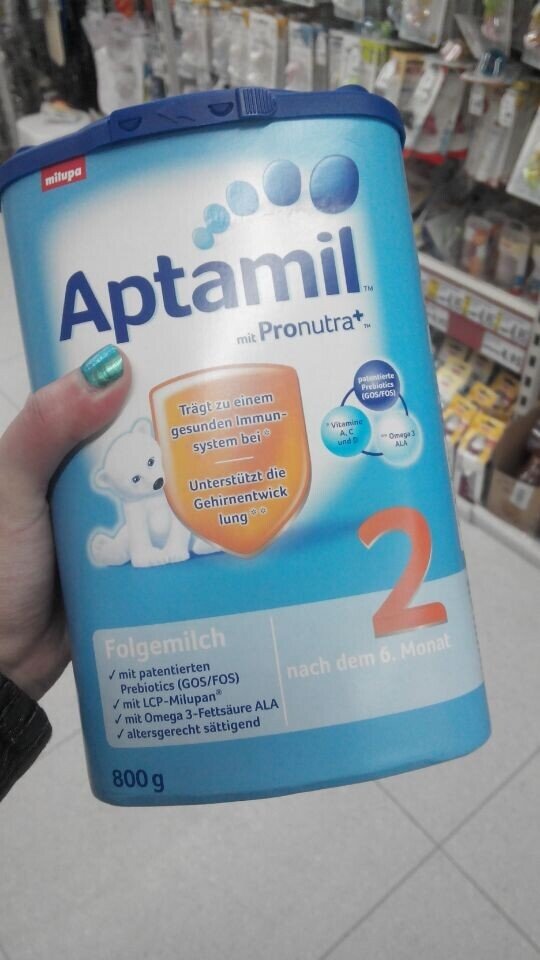 milupa
Aptamil™
mit Pronutra+™
Trägt zu einem
gesunden Immun-
system bei*
Unterstützt die
Gehirnentwick
lung**
patentierte
Prebiotics
(GOS/FOS)
* Vitamine
A, C
und D
** Omega 3
ALA
2
Folgemilch
nach dem 6. Monat
✓ mit patentierten
Prebiotics (GOS/FOS)
✓ mit LCP-Milupan®
✓ mit Omega 3-Fettsäure ALA
✓ altersgerecht sättigend
800 g